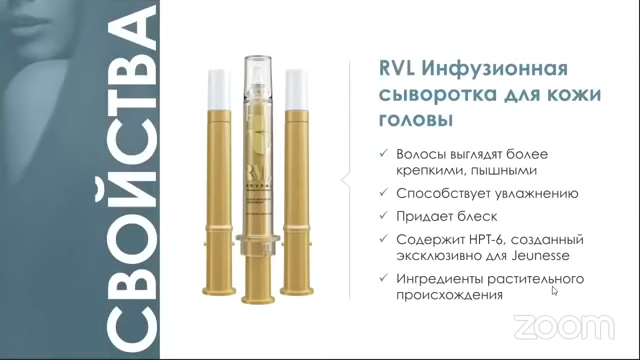 СВОЙСТВА
RVL
RVL Инфузионная
сыворотка для кожи
головы
Волосы выглядят более
крепкими, пышными
Способствует увлажнению
Придает блеск
Содержит HPT-6, созданный
эксклюзивно для Jeunesse
Ингредиенты растительного
происхождения
zoom